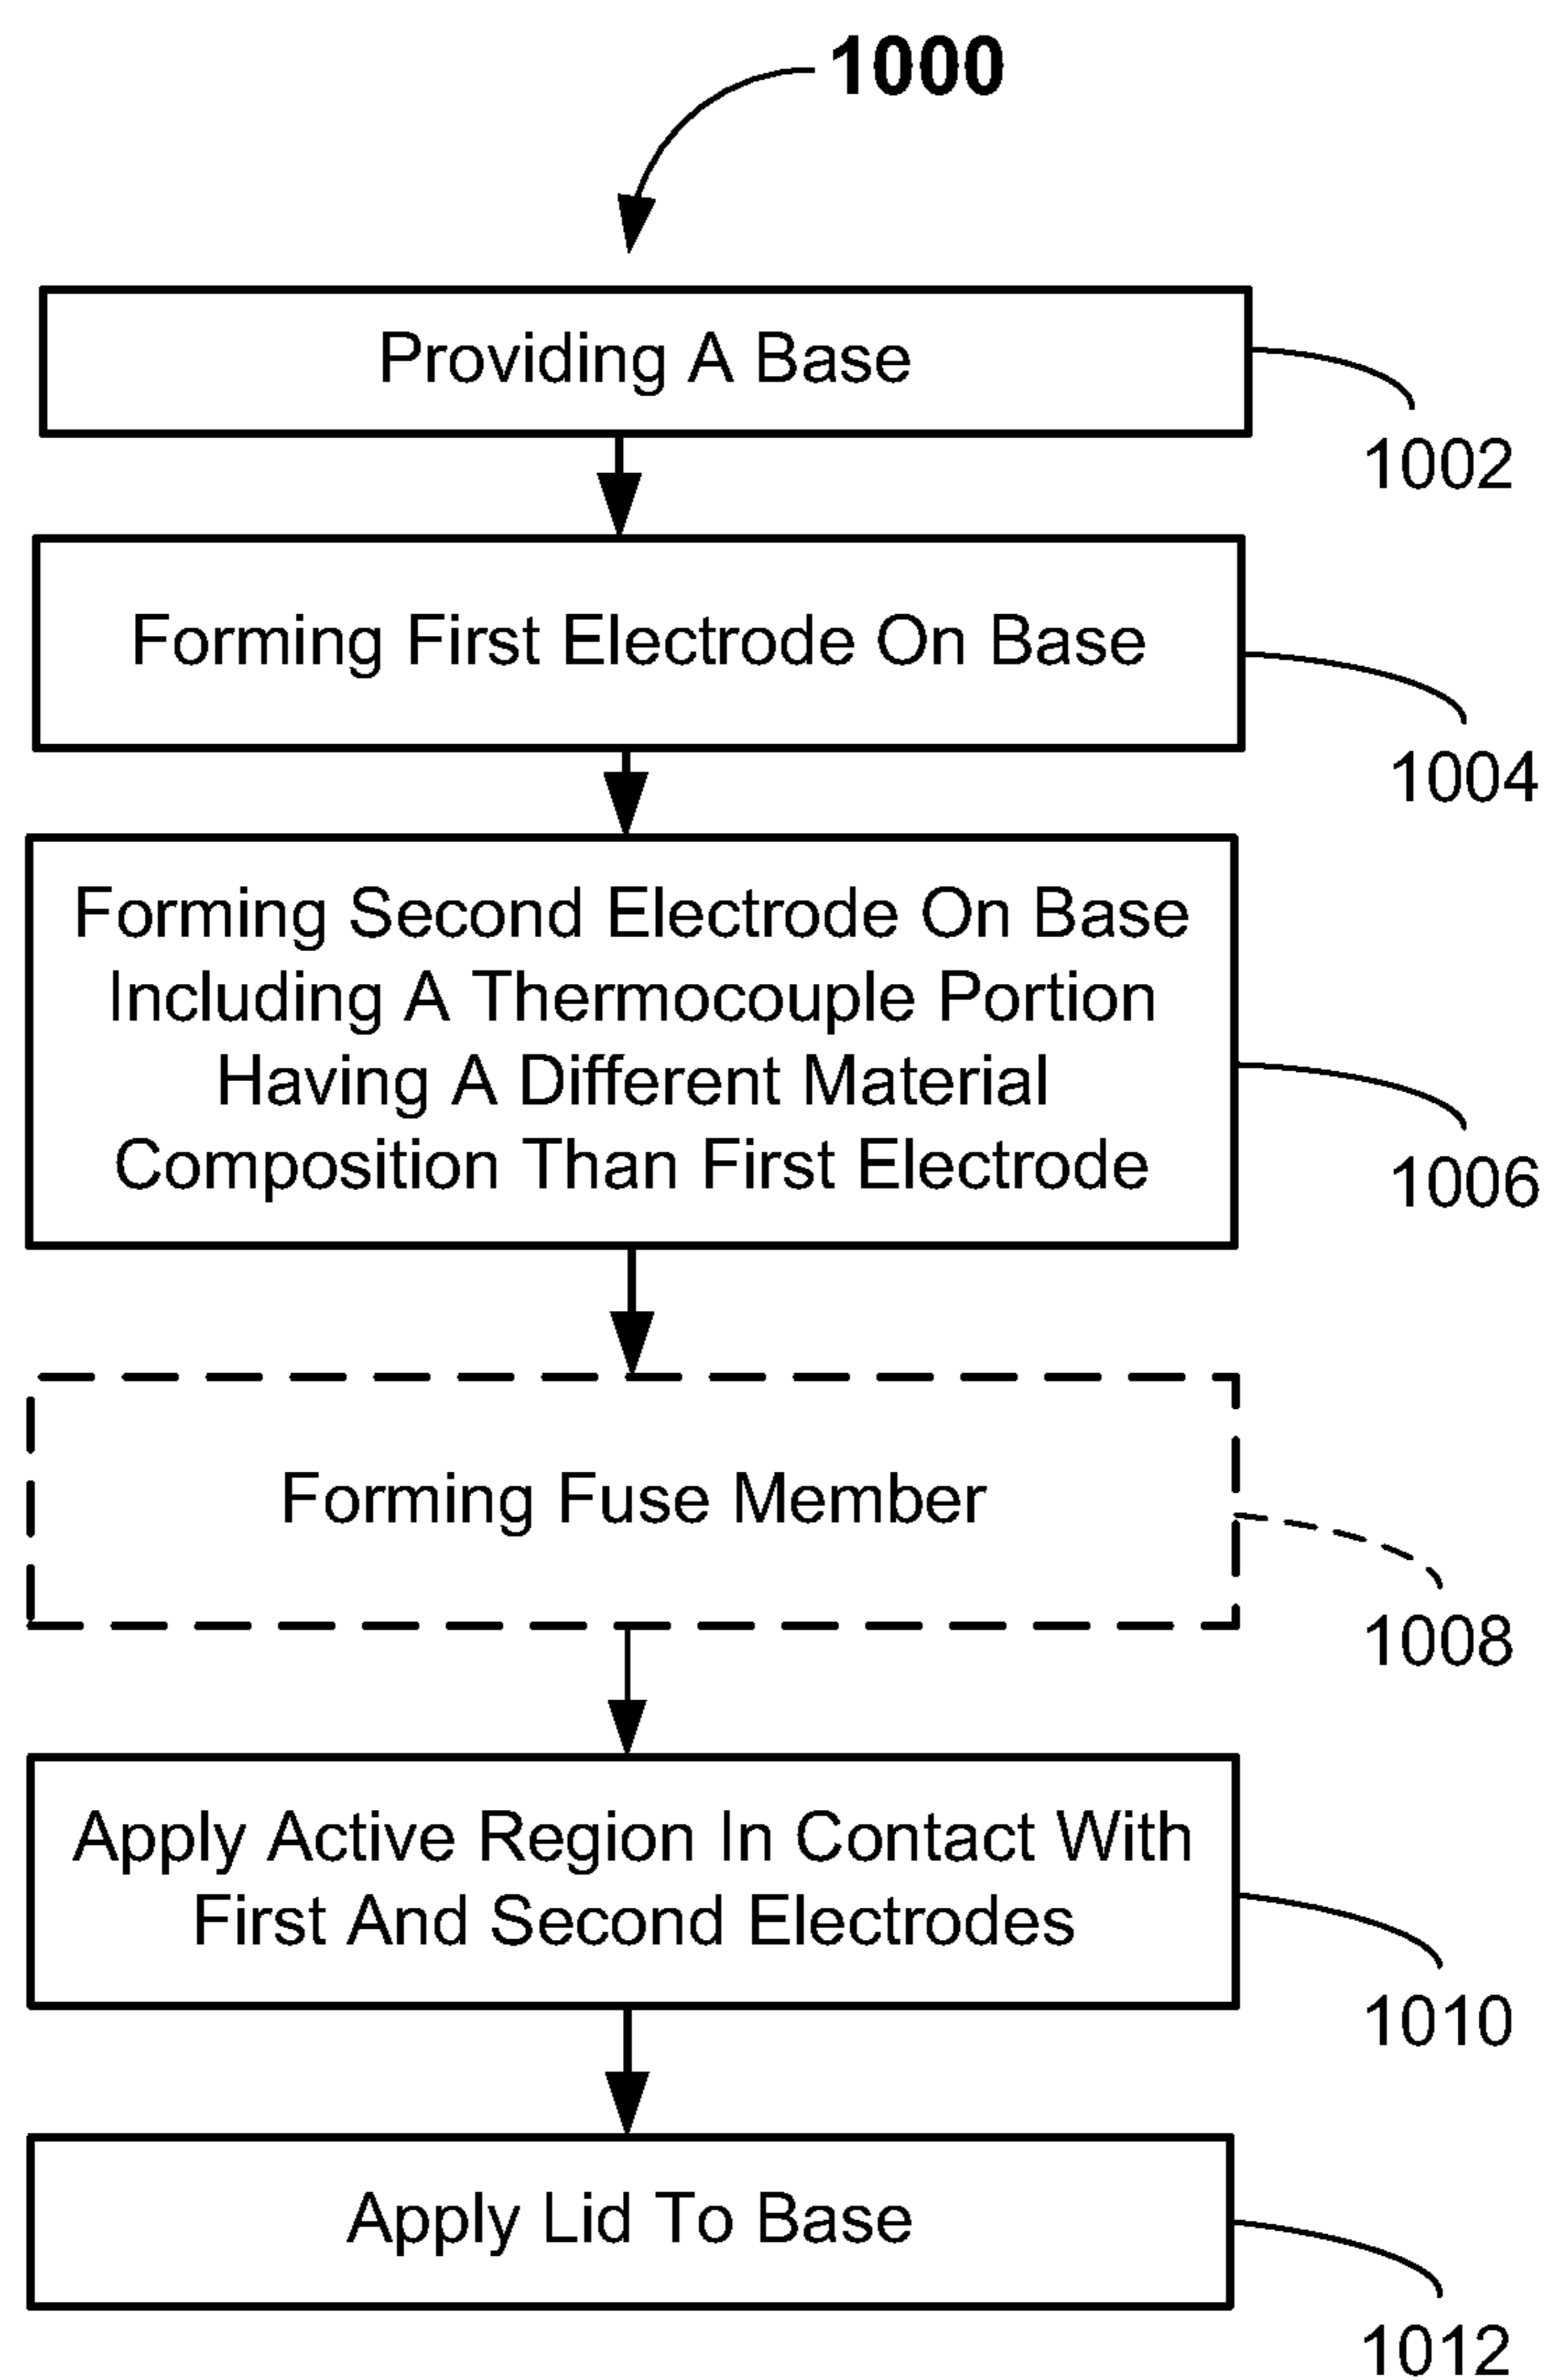 1000
Providing A Base
1002
Forming First Electrode On Base
1004
Forming Second Electrode On Base
Including A Thermocouple Portion
Having A Different Material
Composition Than First Electrode
1006
Forming Fuse Member
1008
Apply Active Region In Contact With
First And Second Electrodes
1010
Apply Lid To Base
1012